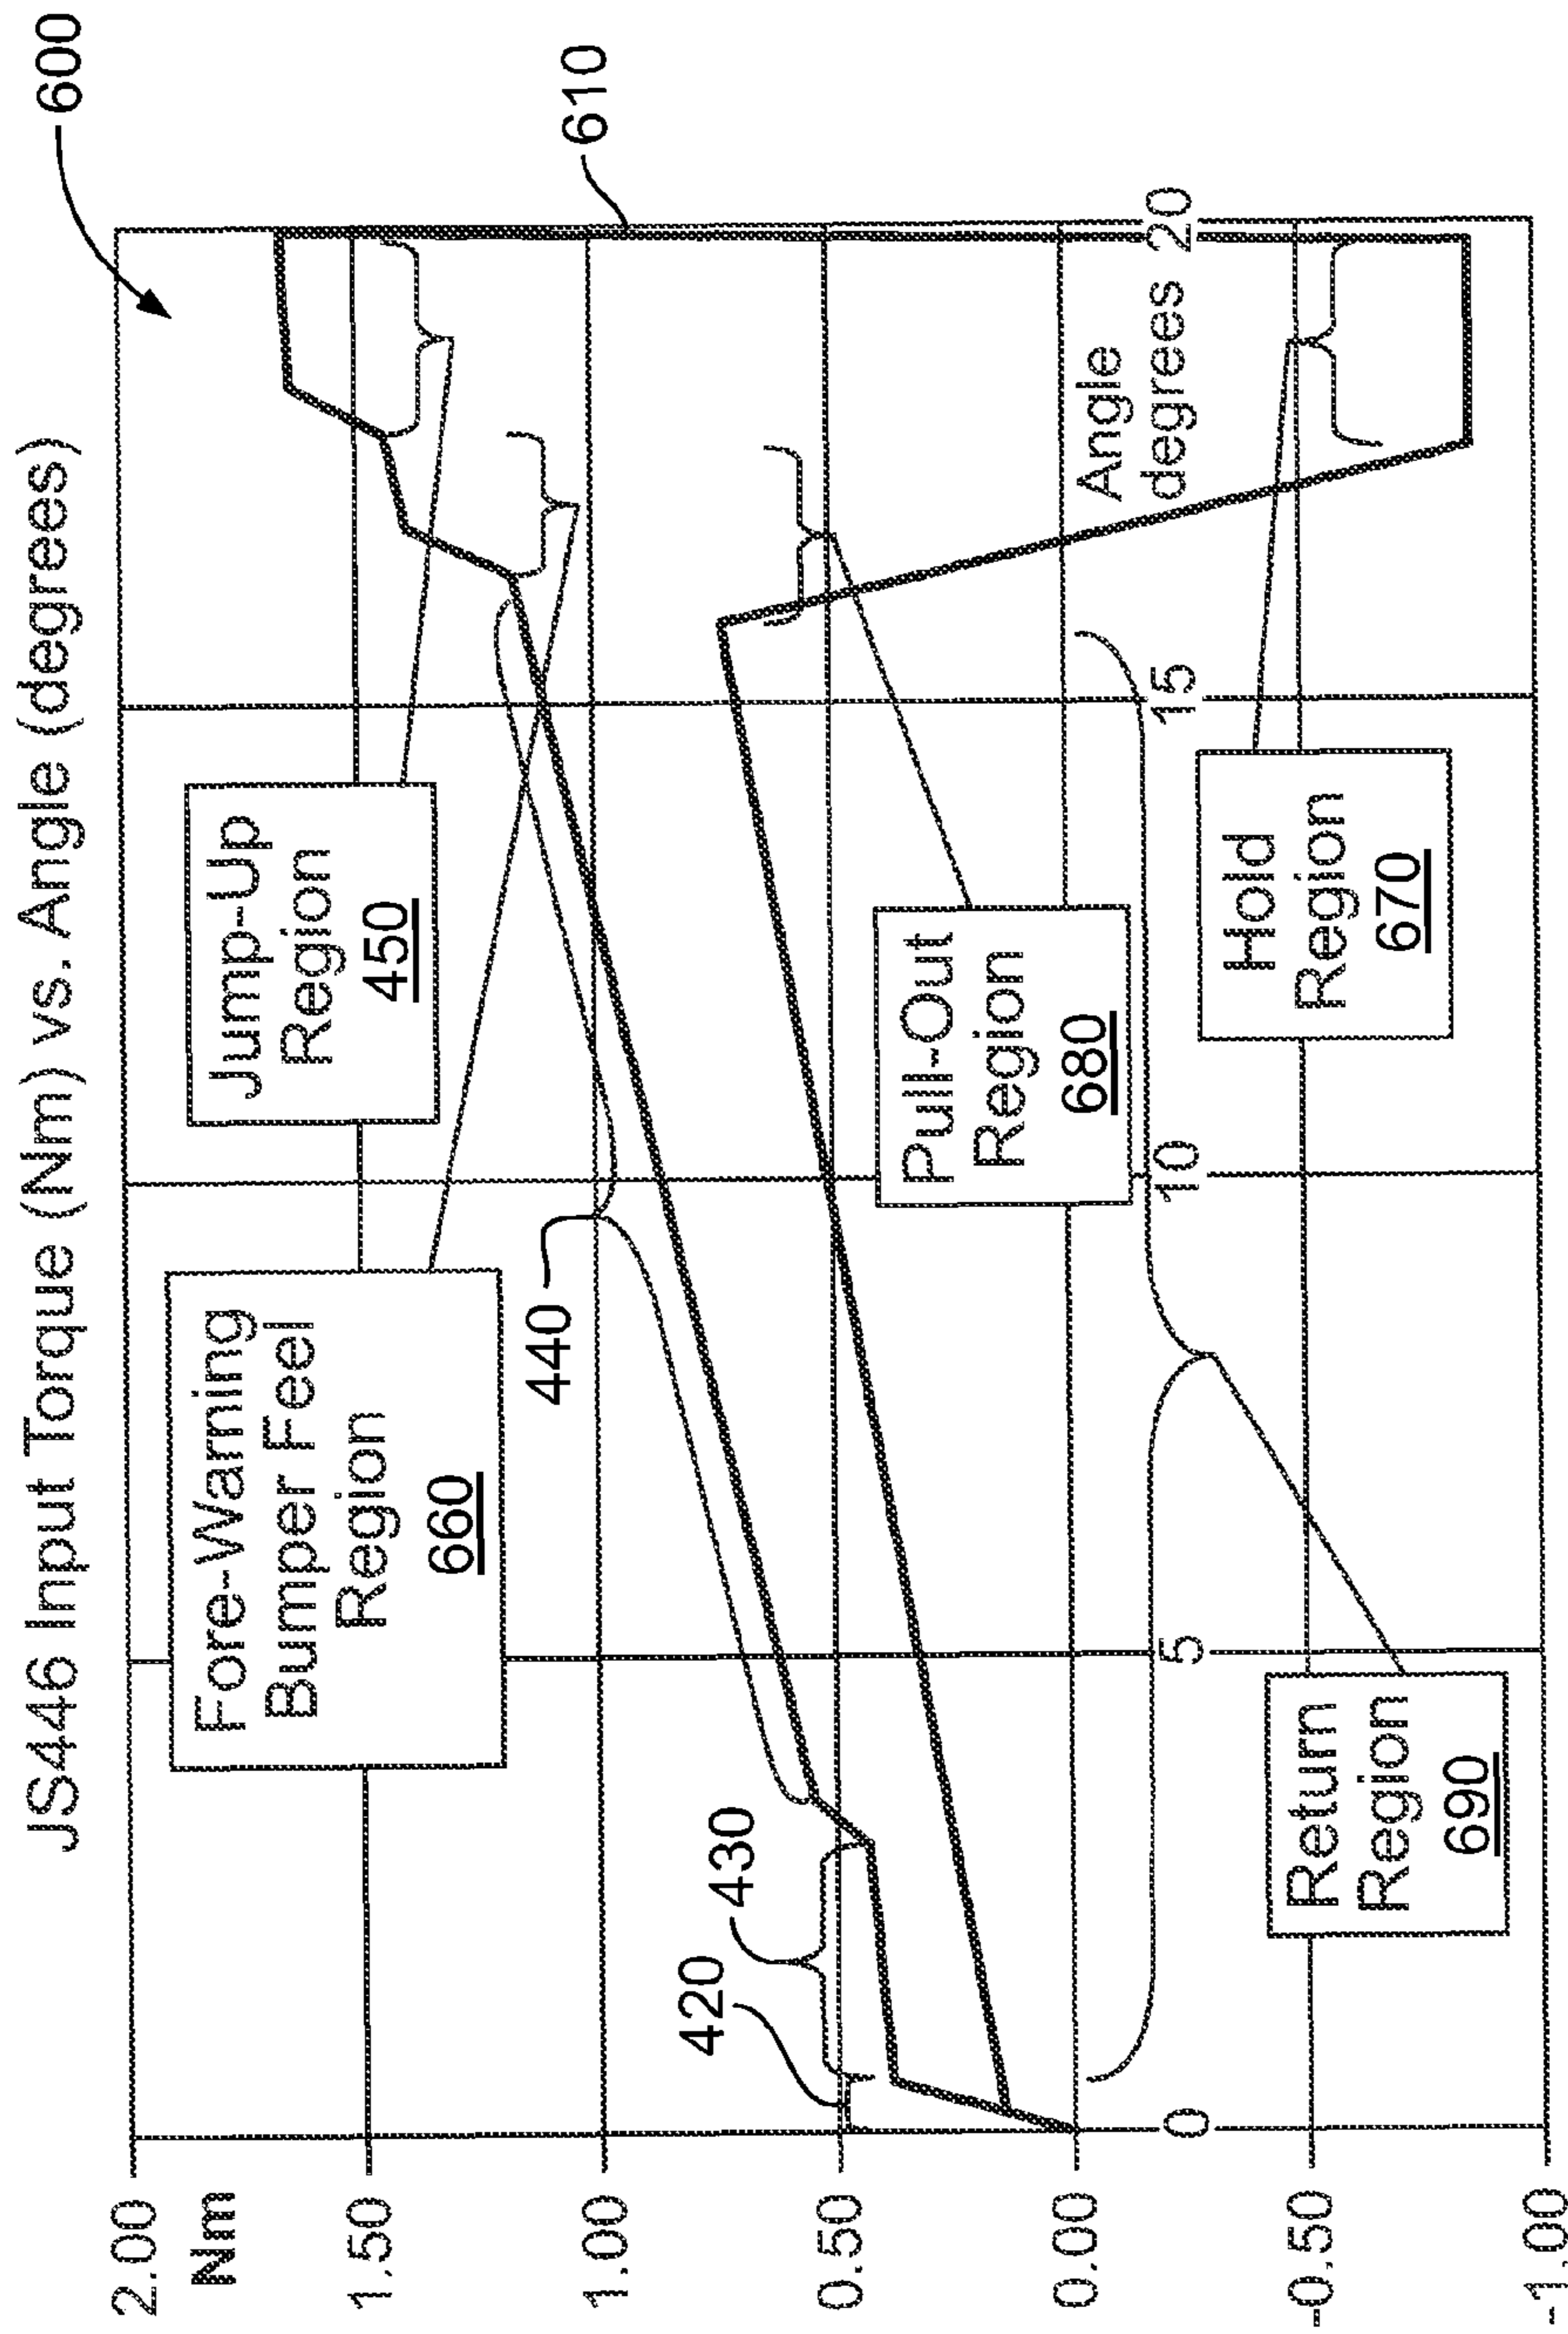 JS446 Input Torque (Nm) vs. Angle (degrees)
600
2.00
Nm
1.50
1.00
0.50
0.00
-0.50
-1.00
Fore-Warning
Bumper Feel
Region
660
Jump-Up
Region
450
610
440
420
430
Pull-Out
Region
680
Angle
degrees
0
5
10
15
20
Return
Region
690
Hold
Region
670